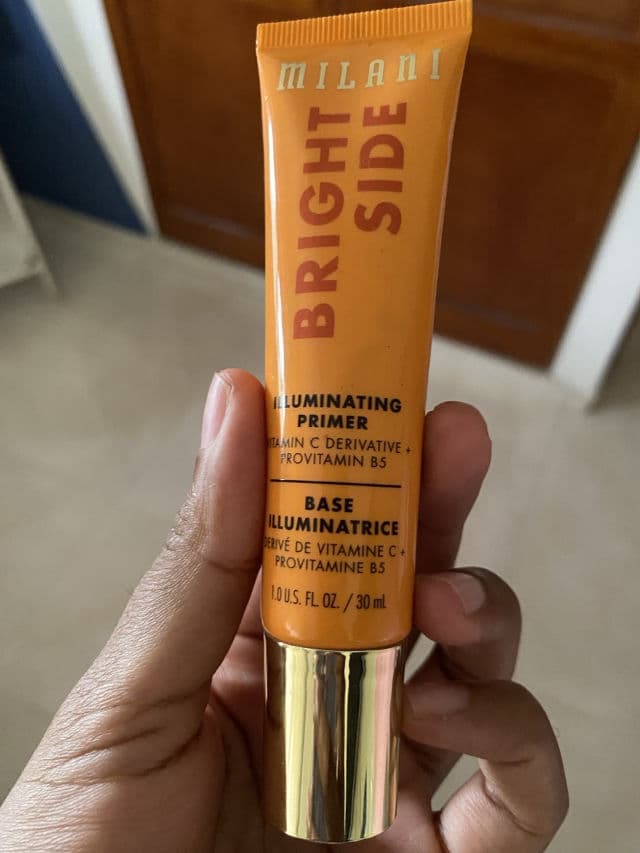 MILANI
BRIGHT
SIDE
ILLUMINATING
PRIMER
VITAMIN C DERIVATIVE +
PROVITAMIN B5
BASE
ILLUMINATRICE
DERIVÉ DE VITAMINE C +
PROVITAMINE B5
1.0 U.S. FL. OZ. / 30 mL